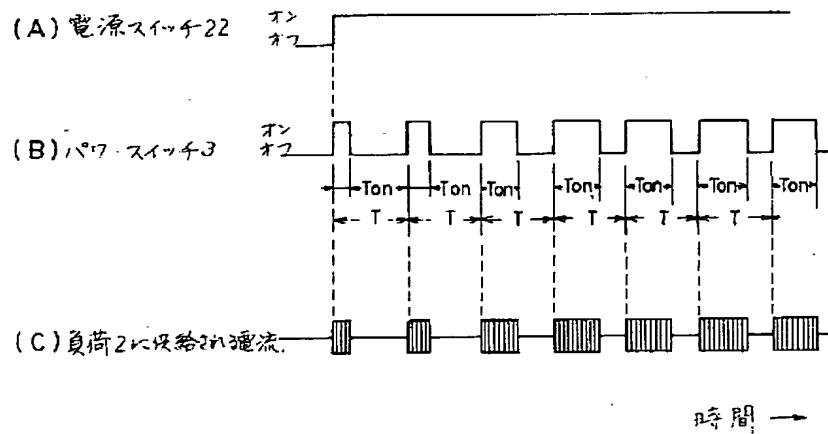 (A)電源スイッチ22
オン
オフ
(B) パワ・スイッチ3
オン
オフ
Ton Ton Ton Ton Ton Ton Ton
T T T T T T
(C) 負荷2に供給される電流
時間